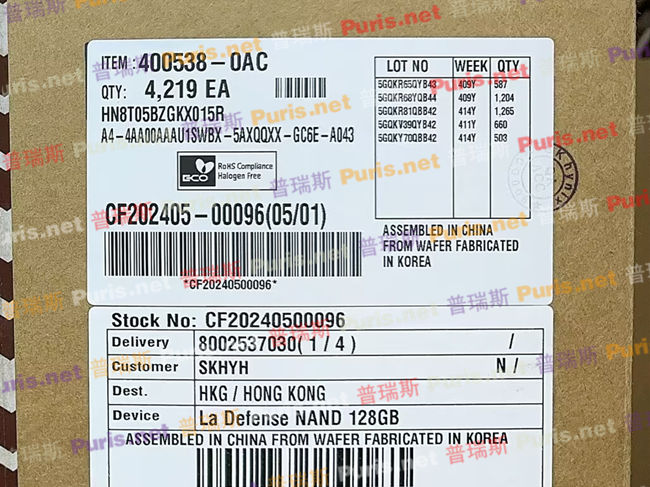 ITEM : 400538-0AC
QTY: 4,219 EA
HN8T05BZGKX015R
A4-4AA00AAAU1SWBX-5AXQQXX-GC6E-A043
ECO
RoHS Compliance
Halogen Free
CF202405-00096(05/01)
*CF20240500096*
LOT NO WEEK QTY
5GQKR65QYB43 409Y 587
5GQKR68YQB44 409Y 1,204
5GQKR81QBB42 414Y 1,265
5GQKV39QYB42 411Y 660
5GQKY70QBB42 414Y 503
ASSEMBLED IN CHINA
FROM WAFER FABRICATED
IN KOREA
Stock No: CF20240500096
Delivery 8002537030( 1 / 4 ) /
Customer SKHYH N /
Dest. HKG / HONG KONG
Device La Defense NAND 128GB
ASSEMBLED IN CHINA FROM WAFER FABRICATED IN KOREA
hynix
普瑞斯 Puris.net